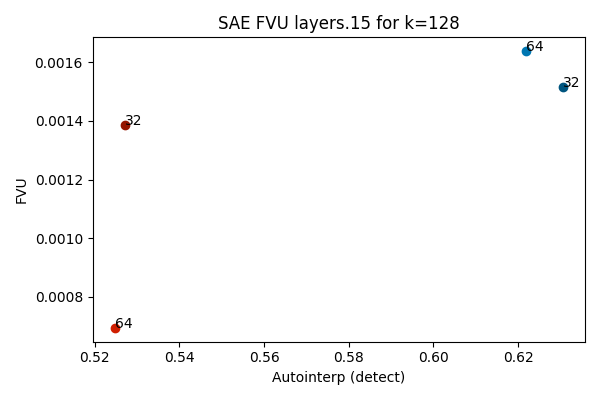 SAE FVU layers.15 for k=128
64
0.0016
32
0.0014
32
0.0012
FVU
0.0010
0.0008
64
0.52 0.54 0.56 0.58 0.60 0.62
Autointerp (detect)